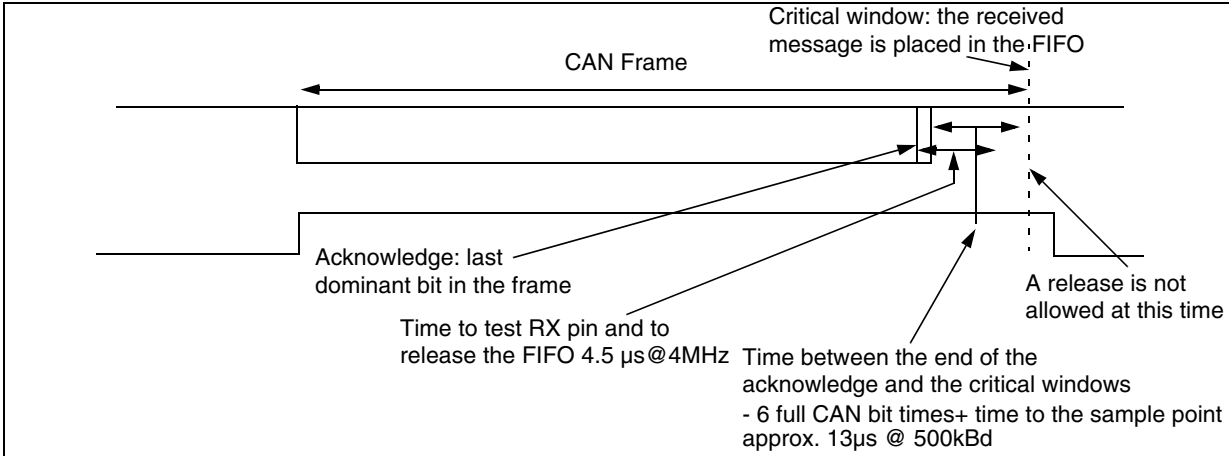 Critical window: the received
message is placed in the FIFO
CAN Frame
Acknowledge: last
dominant bit in the frame
A release is not
allowed at this time
Time to test RX pin and to
release the FIFO 4.5 µs@4MHz
Time between the end of the
acknowledge and the critical windows
- 6 full CAN bit times+ time to the sample point
approx. 13µs @ 500kBd